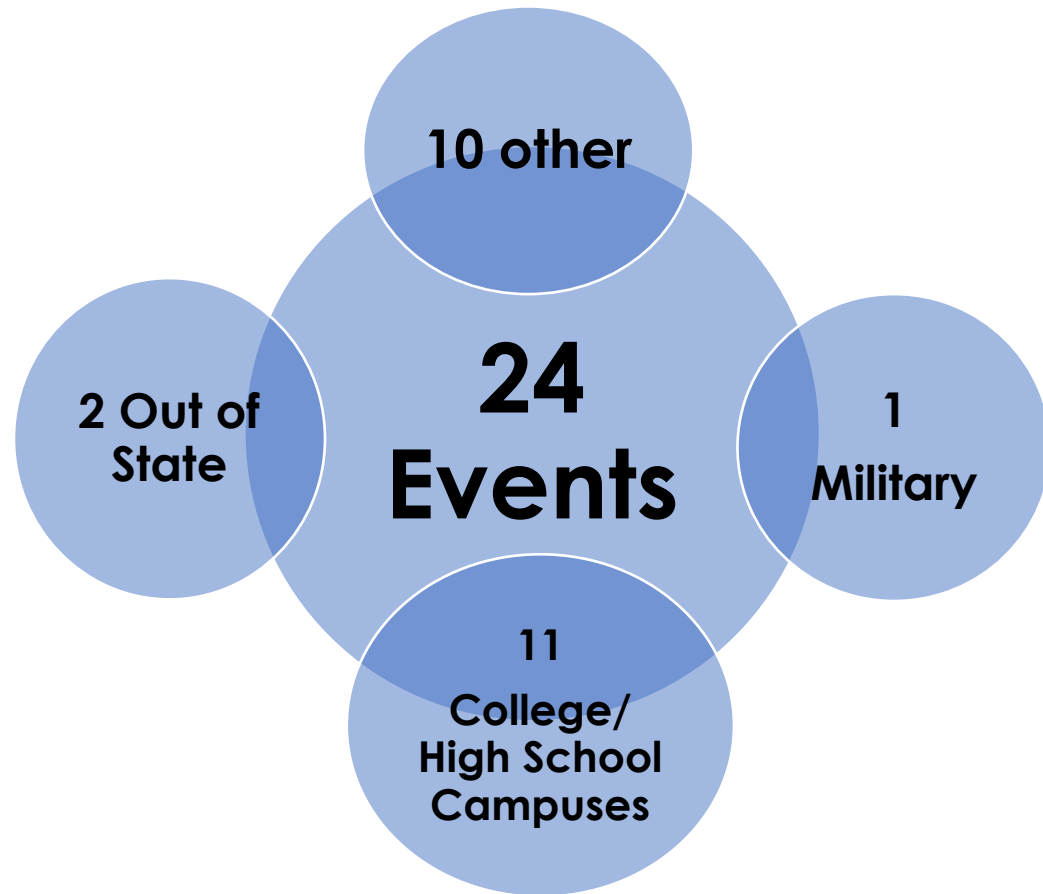 10 other
24
Events
2 Out of
State
1
Military
11
College/
High School
Campuses